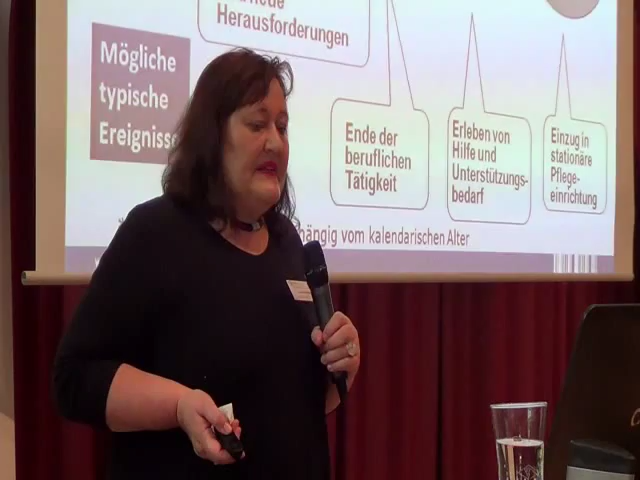 Herausforderungen
Mögliche
typische
Ereignisse
Ende der
beruflichen
Tätigkeit
Erleben von
Hilfe und
Unterstützungs-
bedarf
Einzug in
stationäre
Pflege-
einrichtung
vom kalendarischen Alter